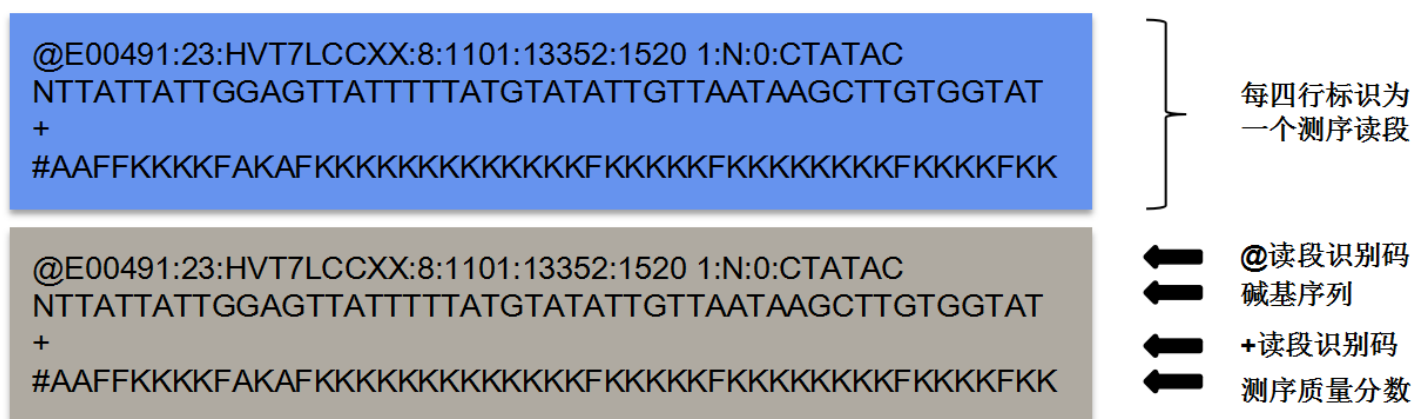 @E00491:23:HVT7LCCXX:8:1101:13352:1520 1:N:0:CTATAC
NTTATTATTGGAGTTATTTTTATGTATATTGTTAATAAGCTTGTGGTAT
+
#AAFFKKKKFAKAFKKKKKKKKKKKKKFKKKKKFKKKKKKKKFKKKKFKK
每四行标识为
一个测序读段
@E00491:23:HVT7LCCXX:8:1101:13352:1520 1:N:0:CTATAC
NTTATTATTGGAGTTATTTTTATGTATATTGTTAATAAGCTTGTGGTAT
+
#AAFFKKKKFAKAFKKKKKKKKKKKKKFKKKKKFKKKKKKKKFKKKKFKK
@读段识别码
碱基序列
+读段识别码
测序质量分数